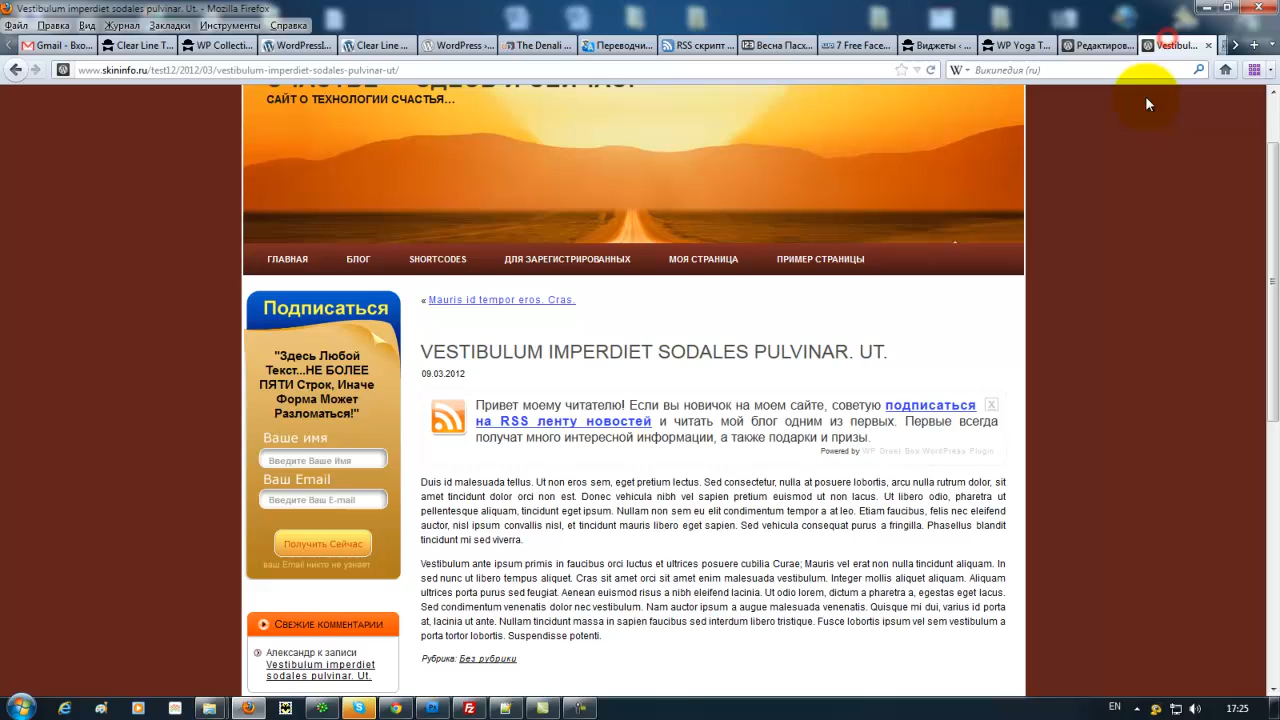 Vestibulum imperdiet sodales pulvinar. Ut. - Mozilla Firefox
Файл Правка Вид Журнал Закладки Инструменты Справка
Gmail - Вхо... Clear Line T... WP Collecti... WordPressl... Clear Line ... WordPress ›... The Denali ... Переводчи... RSS скрипт ... Весна Пасх... 7 Free Face... Виджеты ‹ ... WP Yoga T... Редактиров... Vestibul...
www.skininfo.ru/test12/2012/03/vestibulum-imperdiet-sodales-pulvinar-ut/
Википедия (ru)
САЙТ О ТЕХНОЛОГИИ СЧАСТЬЯ...
ГЛАВНАЯ БЛОГ SHORTCODES ДЛЯ ЗАРЕГИСТРИРОВАННЫХ МОЯ СТРАНИЦА ПРИМЕР СТРАНИЦЫ
Подписаться
"Здесь Любой
Текст...НЕ БОЛЕЕ
ПЯТИ Строк, Иначе
Форма Может
Разломаться!"
Ваше имя
Введите Ваше Имя
Ваш Email
Введите Ваш E-mail
Получить Сейчас
ваш Email никто не узнает
Свежие комментарии
Александр к записи
Vestibulum imperdiet
sodales pulvinar. Ut.
« Mauris id tempor eros. Cras.
VESTIBULUM IMPERDIET SODALES PULVINAR. UT.
09.03.2012
Привет моему читателю! Если вы новичок на моем сайте, советую подписаться X
на RSS ленту новостей и читать мой блог одним из первых. Первые всегда
получат много интересной информации, а также подарки и призы.
Powered by WP Greet Box WordPress Plugin
Duis id malesuada tellus. Ut non eros sem, eget pretium lectus. Sed consectetur, nulla at posuere lobortis, arcu nulla rutrum dolor, sit
amet tincidunt dolor orci non est. Donec vehicula nibh vel sapien pretium euismod ut non lacus. Ut libero odio, pharetra ut
pellentesque aliquam, tincidunt eget ipsum. Nullam non sem eu elit condimentum tempor a at leo. Etiam faucibus, felis nec eleifend
auctor, nisl ipsum convallis nisl, et tincidunt mauris libero eget sapien. Sed vehicula consequat purus a fringilla. Phasellus blandit
tincidunt mi sed viverra.
Vestibulum ante ipsum primis in faucibus orci luctus et ultrices posuere cubilia Curae; Mauris vel erat non nulla tincidunt aliquam. In
sed nunc ut libero tempus aliquet. Cras sit amet orci sit amet enim malesuada vestibulum. Integer mollis aliquet aliquam. Aliquam
ultrices porta purus sed feugiat. Aenean euismod risus a nibh eleifend lacinia. Ut odio lorem, dictum a pharetra a, egestas eget lacus.
Sed condimentum venenatis dolor nec vestibulum. Nam auctor ipsum a augue malesuada venenatis. Quisque mi dui, varius id porta
at, lacinia ut ante. Nullam tincidunt massa in sapien faucibus sed interdum libero tristique. Fusce lobortis ipsum vel sem vestibulum a
porta tortor lobortis. Suspendisse potenti.
Рубрика: Без рубрики
EN 17:25